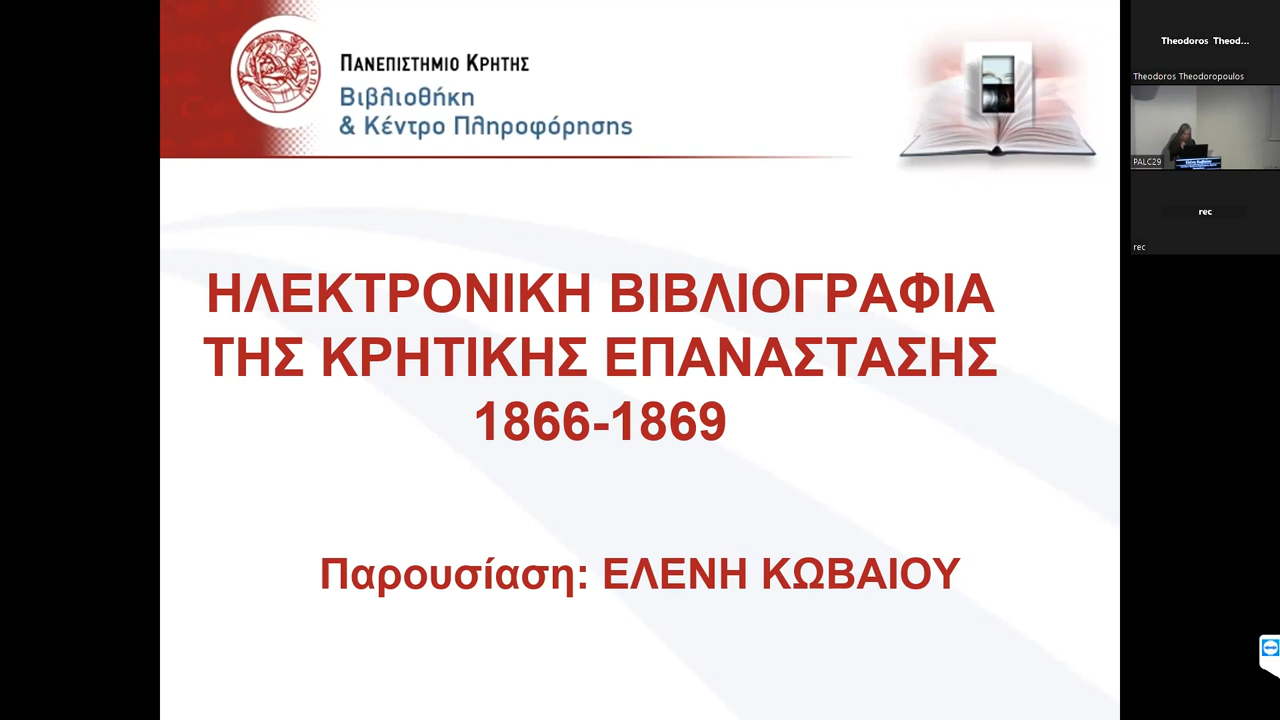 ΠΑΝΕΠΙΣΤΗΜΙΟ ΚΡΗΤΗΣ
Βιβλιοθήκη
& Κέντρο Πληροφόρησης
ΗΛΕΚΤΡΟΝΙΚΗ ΒΙΒΛΙΟΓΡΑΦΙΑ
ΤΗΣ ΚΡΗΤΙΚΗΣ ΕΠΑΝΑΣΤΑΣΗΣ
1866-1869
Παρουσίαση: ΕΛΕΝΗ ΚΩΒΑΙΟΥ
Theodoros Theod...
Theodoros Theodoropoulos
PALC29
rec
rec